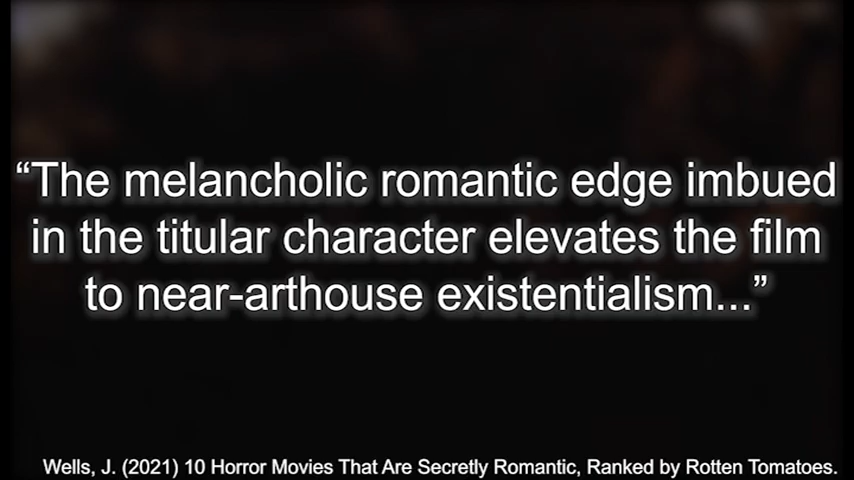 “The melancholic romantic edge imbued
in the titular character elevates the film
to near-arthouse existentialism...”
Wells, J. (2021) 10 Horror Movies That Are Secretly Romantic, Ranked by Rotten Tomatoes.